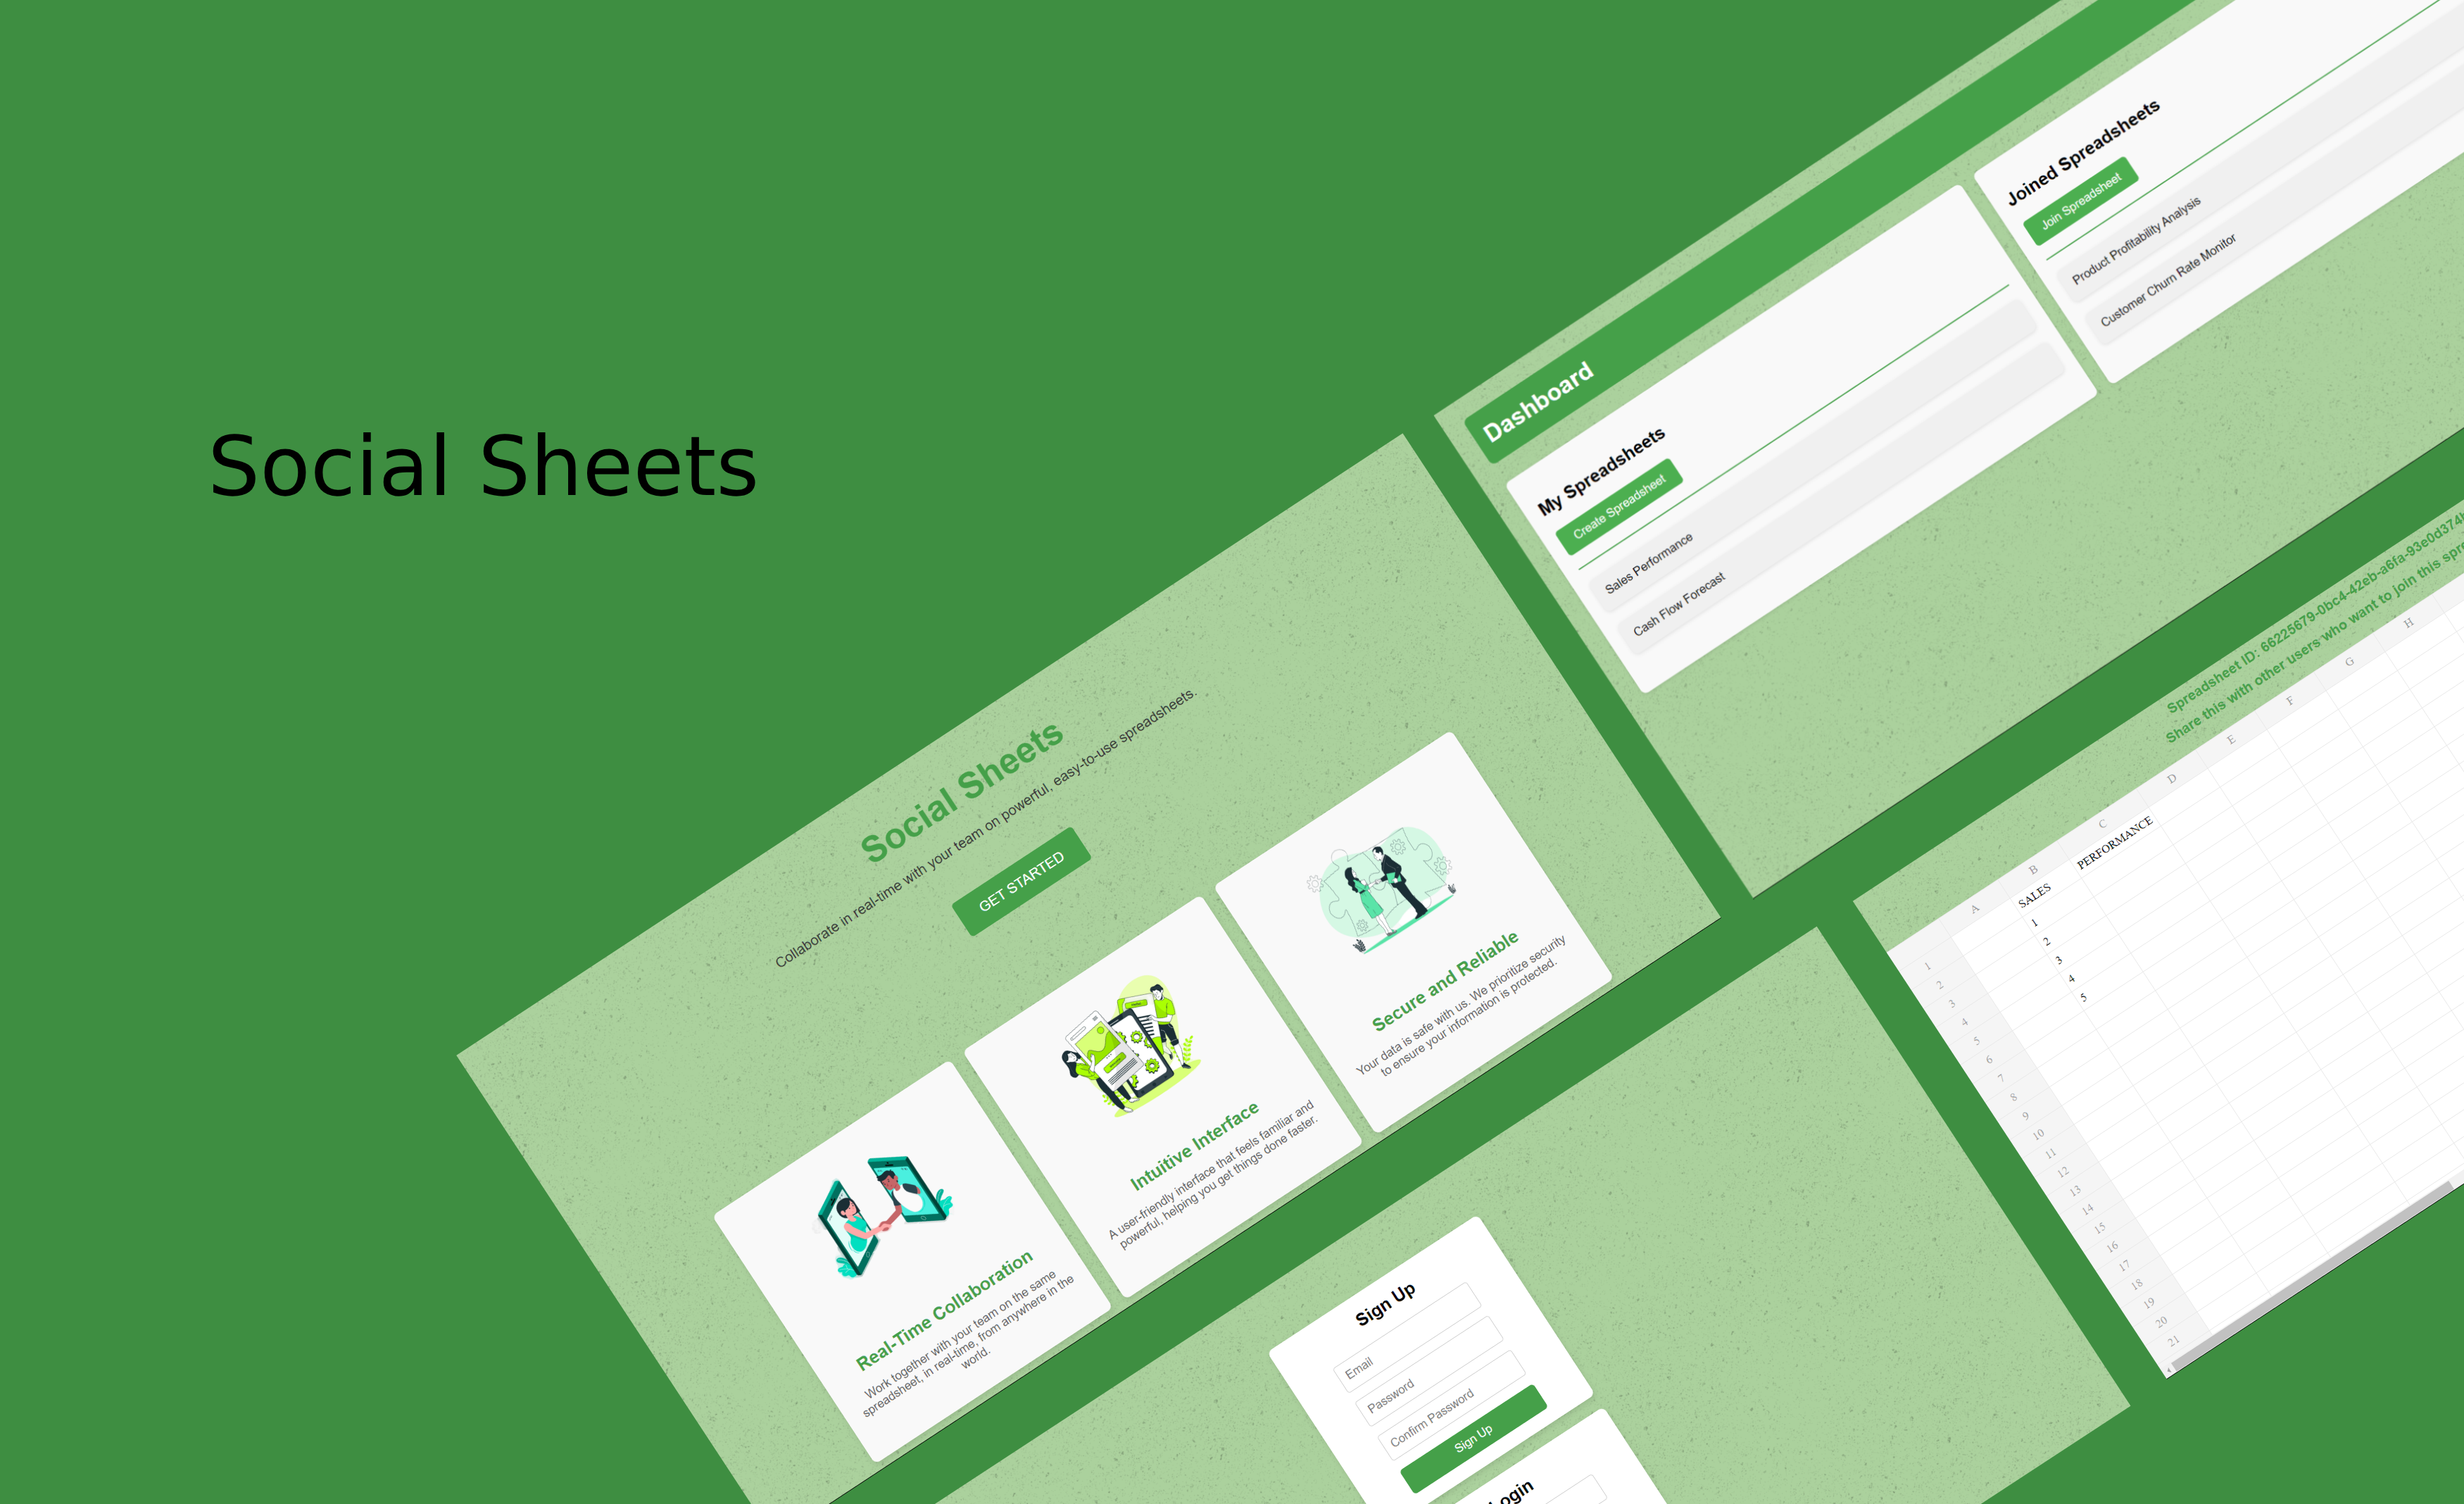 Social Sheets
Social Sheets
Collaborate in real-time with your team on powerful, easy-to-use spreadsheets.
GET STARTED
Real-Time Collaboration
Work together with your team on the same
spreadsheet, in real-time, from anywhere in the
world.
Intuitive Interface
A user-friendly interface that feels familiar and
powerful, helping you get things done faster.
Secure and Reliable
Your data is safe with us. We prioritize security
to ensure your information is protected.
Dashboard
My Spreadsheets
Create Spreadsheet
Sales Performance
Cash Flow Forecast
Joined Spreadsheets
Join Spreadsheet
Product Profitability Analysis
Customer Churn Rate Monitor
Sign Up
Email
Password
Confirm Password
Sign Up
Login
Spreadsheet ID: 66225679-0bc4-42eb-a6fa-93e0d374
Share this with other users who want to join this
A B C D E F G H
1 SALES PERFORMANCE
2 1
3 2
4 3
5 4
6 5
7
8
9
10
11
12
13
14
15
16
17
18
19
20
21